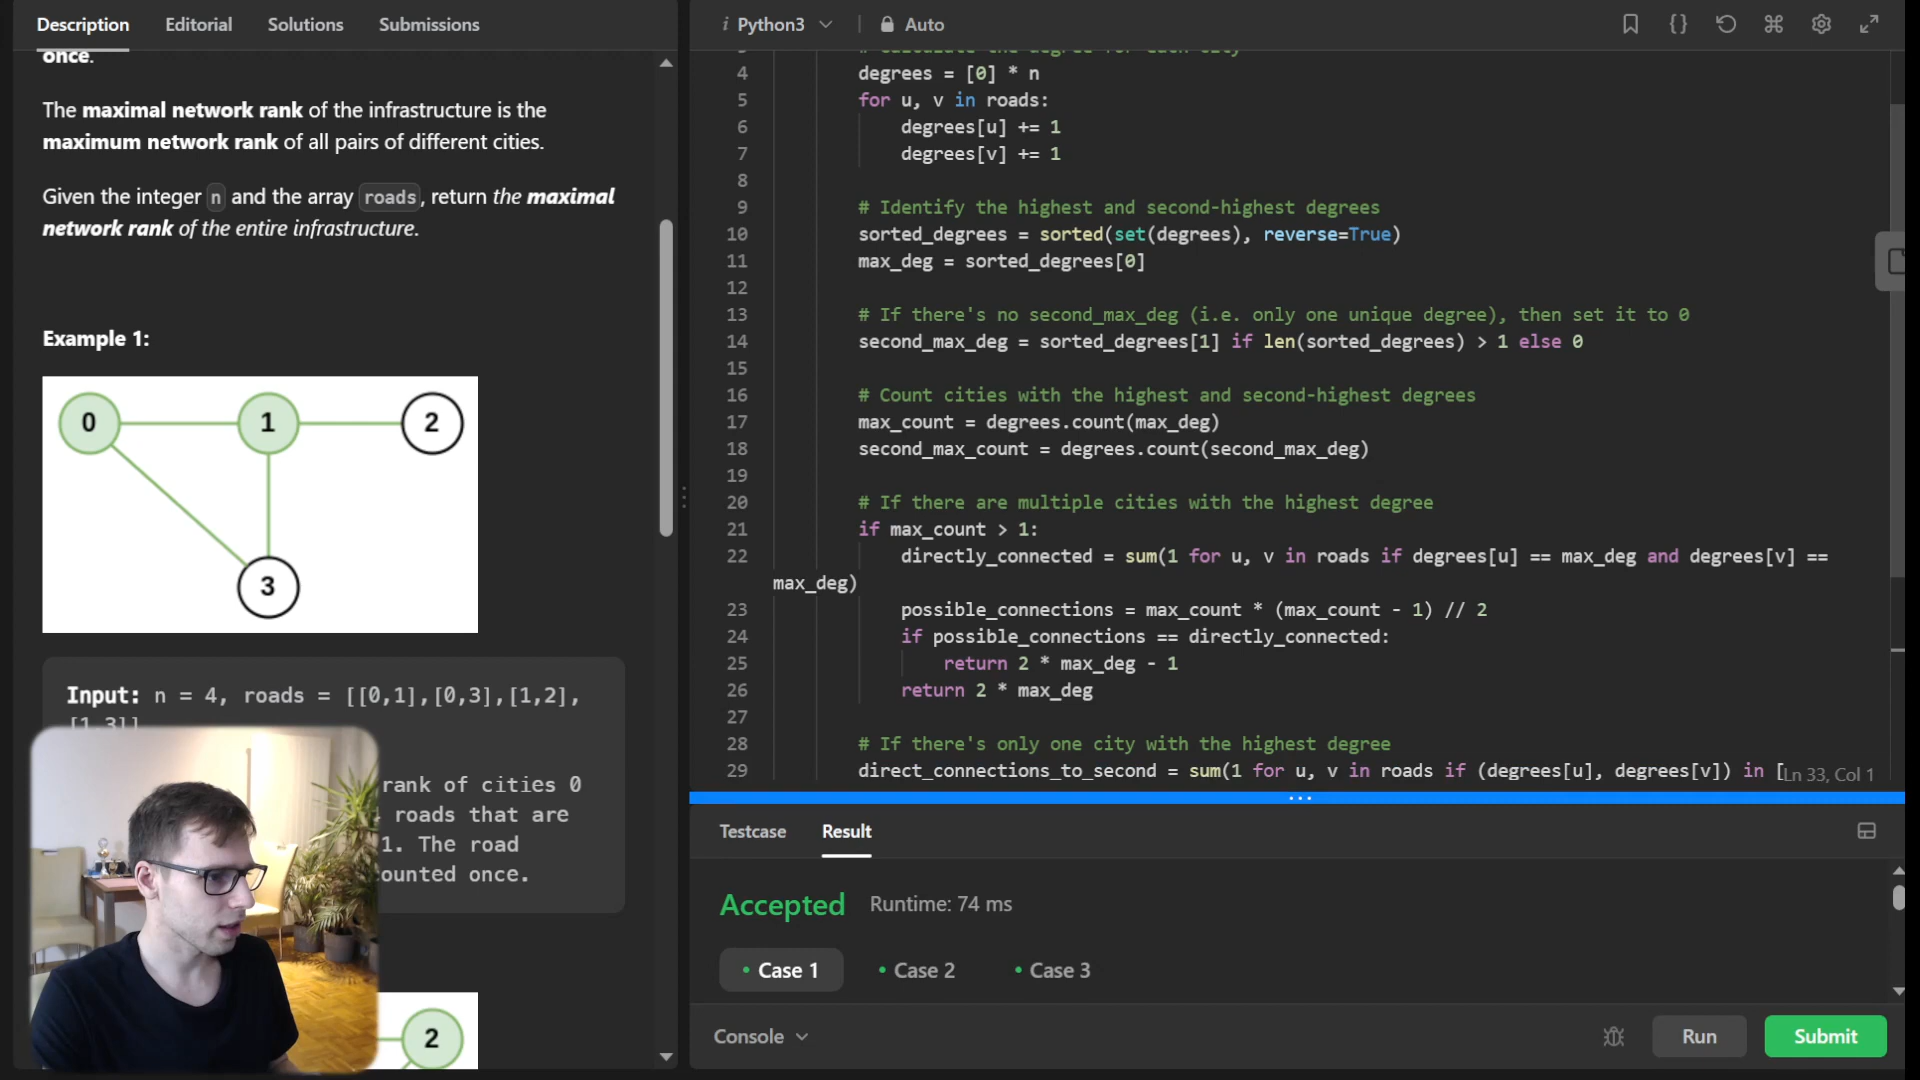 Description Editorial Solutions Submissions
once.
The maximal network rank of the infrastructure is the
maximum network rank of all pairs of different cities.
Given the integer n and the array roads, return the maximal
network rank of the entire infrastructure.
Example 1:
0 1 2
3
Input: n = 4, roads = [[0,1],[0,3],[1,2],
[1,3]]
rank of cities 0
roads that are
1. The road
ounted once.
2
i Python3 Auto
# Calculate the degree for each city
4 degrees = [0] * n
5 for u, v in roads:
6 degrees[u] += 1
7 degrees[v] += 1
8
9 # Identify the highest and second-highest degrees
10 sorted_degrees = sorted(set(degrees), reverse=True)
11 max_deg = sorted_degrees[0]
12
13 # If there's no second_max_deg (i.e. only one unique degree), then set it to 0
14 second_max_deg = sorted_degrees[1] if len(sorted_degrees) > 1 else 0
15
16 # Count cities with the highest and second-highest degrees
17 max_count = degrees.count(max_deg)
18 second_max_count = degrees.count(second_max_deg)
19
20 # If there are multiple cities with the highest degree
21 if max_count > 1:
22 directly_connected = sum(1 for u, v in roads if degrees[u] == max_deg and degrees[v] ==
max_deg)
23 possible_connections = max_count * (max_count - 1) // 2
24 if possible_connections == directly_connected:
25 return 2 * max_deg - 1
26 return 2 * max_deg
27
28 # If there's only one city with the highest degree
29 direct_connections_to_second = sum(1 for u, v in roads if (degrees[u], degrees[v]) in [
Ln 33, Col 1
Testcase Result
Accepted Runtime: 74 ms
• Case 1 • Case 2 • Case 3
Console Run Submit